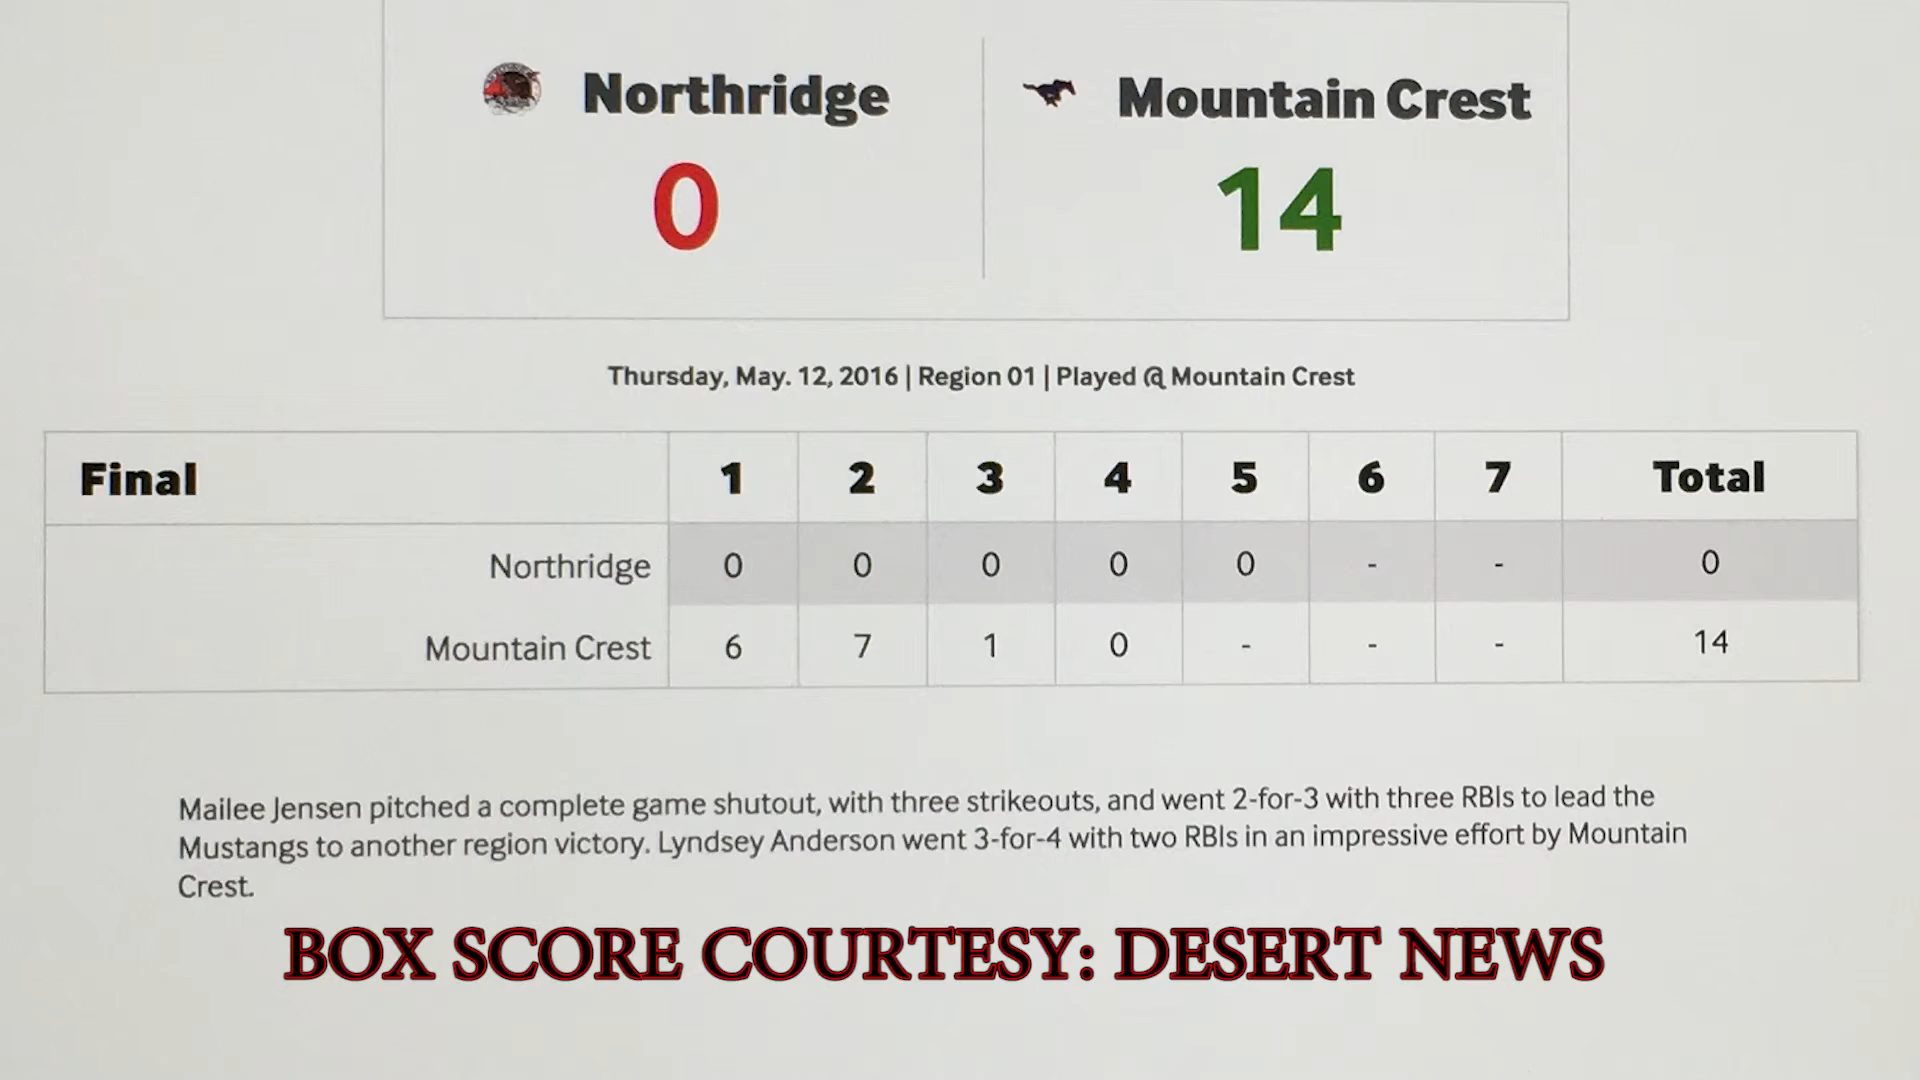 Northridge
Mountain Crest
0
14
Thursday, May. 12, 2016 | Region 01 | Played @ Mountain Crest
Final 1 2 3 4 5 6 7 Total
Northridge 0 0 0 0 0 - - 0
Mountain Crest 6 7 1 0 - - - 14
Mailee Jensen pitched a complete game shutout, with three strikeouts, and went 2-for-3 with three RBIs to lead the
Mustangs to another region victory. Lyndsey Anderson went 3-for-4 with two RBIs in an impressive effort by Mountain
Crest.
BOX SCORE COURTESY: DESERT NEWS